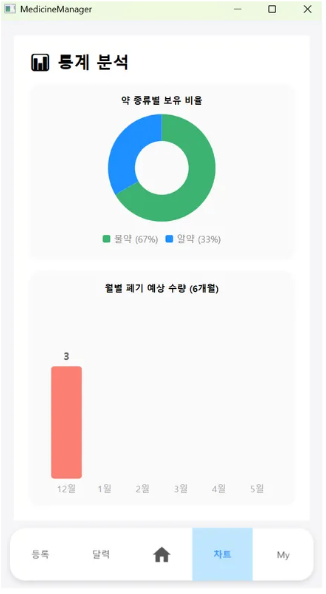 MedicineManager
통계 분석
약 종류별 보유 비율
물약 (67%) 알약 (33%)
월별 폐기 예상 수량 (6개월)
3
12월 1월 2월 3월 4월 5월
등록 달력 차트 My